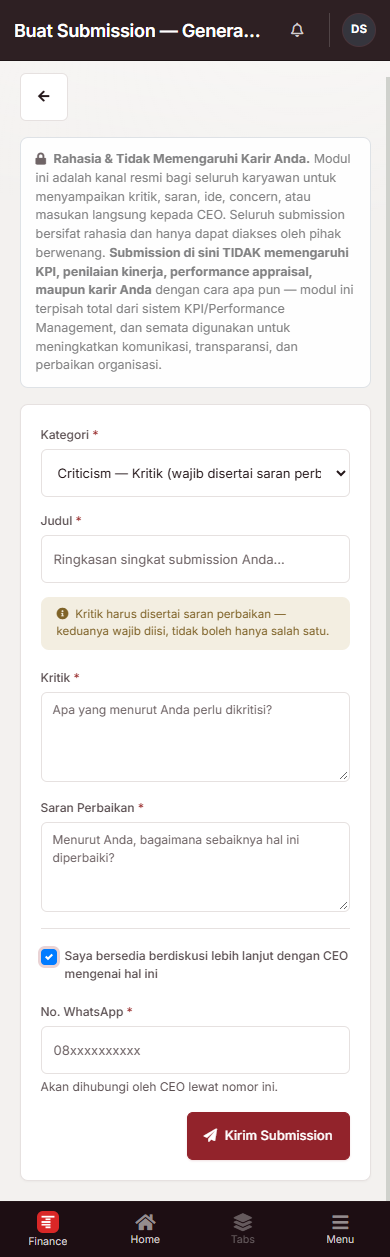 Buat Submission — Genera...
DS
Rahasia & Tidak Memengaruhi Karir Anda. Modul
ini adalah kanal resmi bagi seluruh karyawan untuk
menyampaikan kritik, saran, ide, concern, atau
masukan langsung kepada CEO. Seluruh submission
bersifat rahasia dan hanya dapat diakses oleh pihak
berwenang. Submission di sini TIDAK memengaruhi
KPI, penilaian kinerja, performance appraisal,
maupun karir Anda dengan cara apa pun — modul ini
terpisah total dari sistem KPI/Performance
Management, dan semata digunakan untuk
meningkatkan komunikasi, transparansi, dan
perbaikan organisasi.
Kategori *
Criticism — Kritik (wajib disertai saran perb
Judul *
Ringkasan singkat submission Anda...
Kritik harus disertai saran perbaikan —
keduanya wajib diisi, tidak boleh hanya salah satu.
Kritik *
Apa yang menurut Anda perlu dikritisi?
Saran Perbaikan *
Menurut Anda, bagaimana sebaiknya hal ini
diperbaiki?
Saya bersedia berdiskusi lebih lanjut dengan CEO
mengenai hal ini
No. WhatsApp *
08xxxxxxxxxx
Akan dihubungi oleh CEO lewat nomor ini.
Kirim Submission
Finance
Home
Tabs
Menu